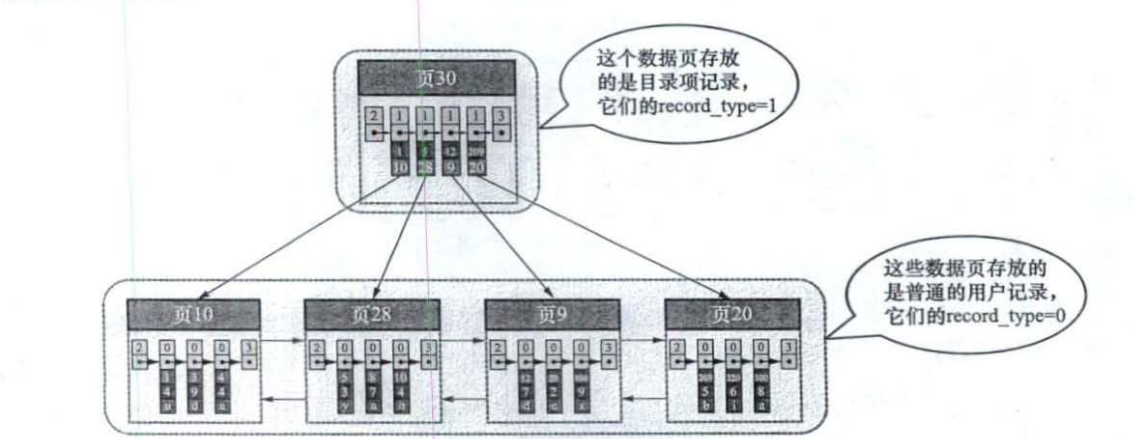 这个数据页存放
的是目录项记录，
它们的record_type=1
页30
2 1 1 1 1 3
1 5 12 209
10 28 9 20
这些数据页存放的
是普通的用户记录，
它们的record_type=0
页10
页28
页9
页20
2 0 0 0 3
2 0 0 0 3
2 0 0 0 3
2 0 0 0 3
1 3 4
5 8 10
4 9 4
3 7 4
7 2 9
5 6 8
u d a
y a
d
b i a